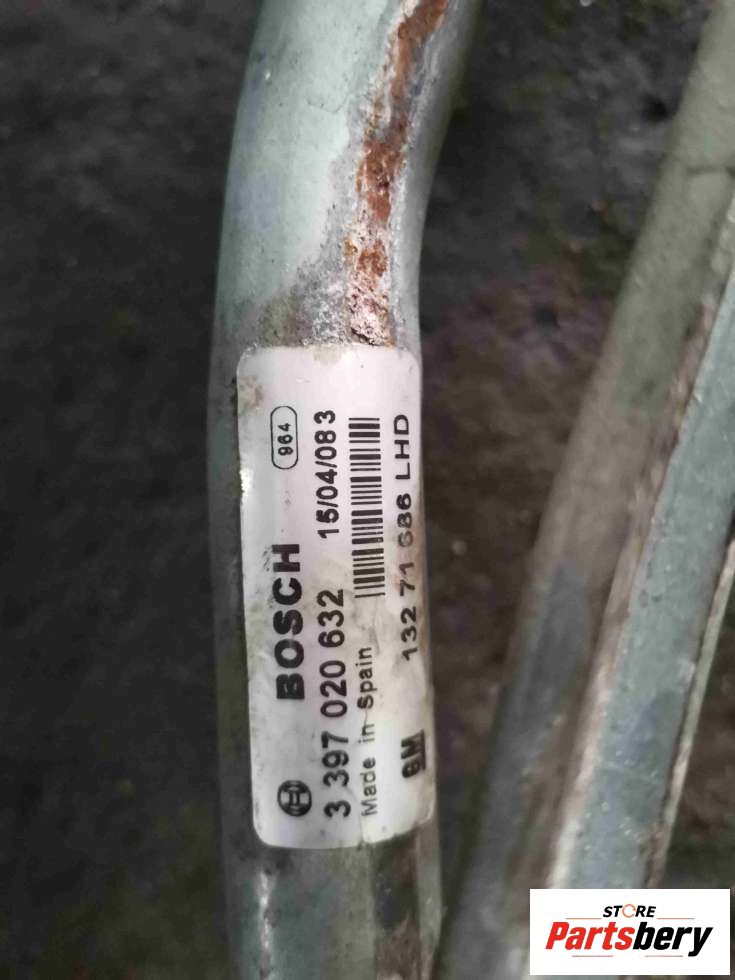 BOSCH
964
3 397 020 632
15/04/083
Made in Spain
GM
132 71 686 LHD
STORE
Partsbery